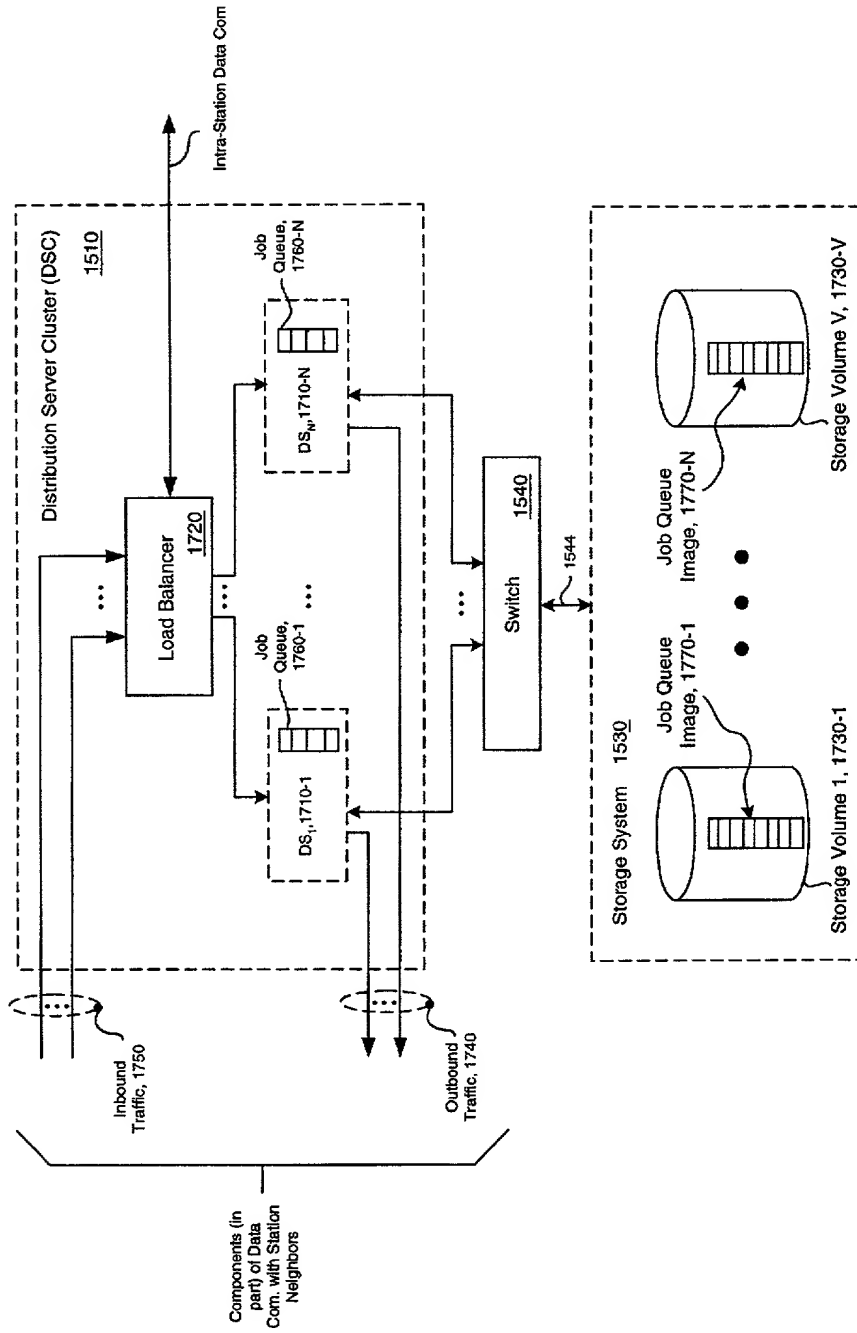 Intra-Station Data Com
Distribution Server Cluster (DSC)
1510
Load Balancer
1720
Inbound
Traffic, 1750
Job
Queue,
1760-1
Job
Queue,
1760-N
DS1,1710-1
DSN,1710-N
Outbound
Traffic, 1740
Components (in
part) of Data
Com. with Station
Neighbors
Switch
1540
1544
Storage System 1530
Job Queue
Image, 1770-1
Job Queue
Image, 1770-N
Storage Volume 1, 1730-1
Storage Volume V, 1730-V